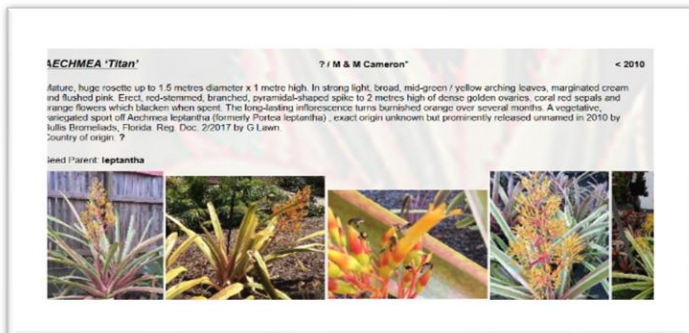 AECHMEA 'Titan' ? / M & M Cameron" < 2010
Mature, huge rosette up to 1.5 metres diameter x 1 metre high. In strong light, broad, mid-green / yellow arching leaves, marginated cream
and flushed pink. Erect, red-stemmed, branched, pyramidal-shaped spike to 2 metres high of dense golden ovaries, coral red sepals and
orange flowers which blacken when spent. The long-lasting inflorescence turns burnished orange over several months. A vegetative,
variegated sport off Aechmea leptantha (formerly Portea leptantha) , exact origin unknown but prominently released unnamed in 2010 by
Bullis Bromeliads, Florida. Reg. Doc. 2/2017 by G Lawn.
Country of origin: ?
Seed Parent: leptantha